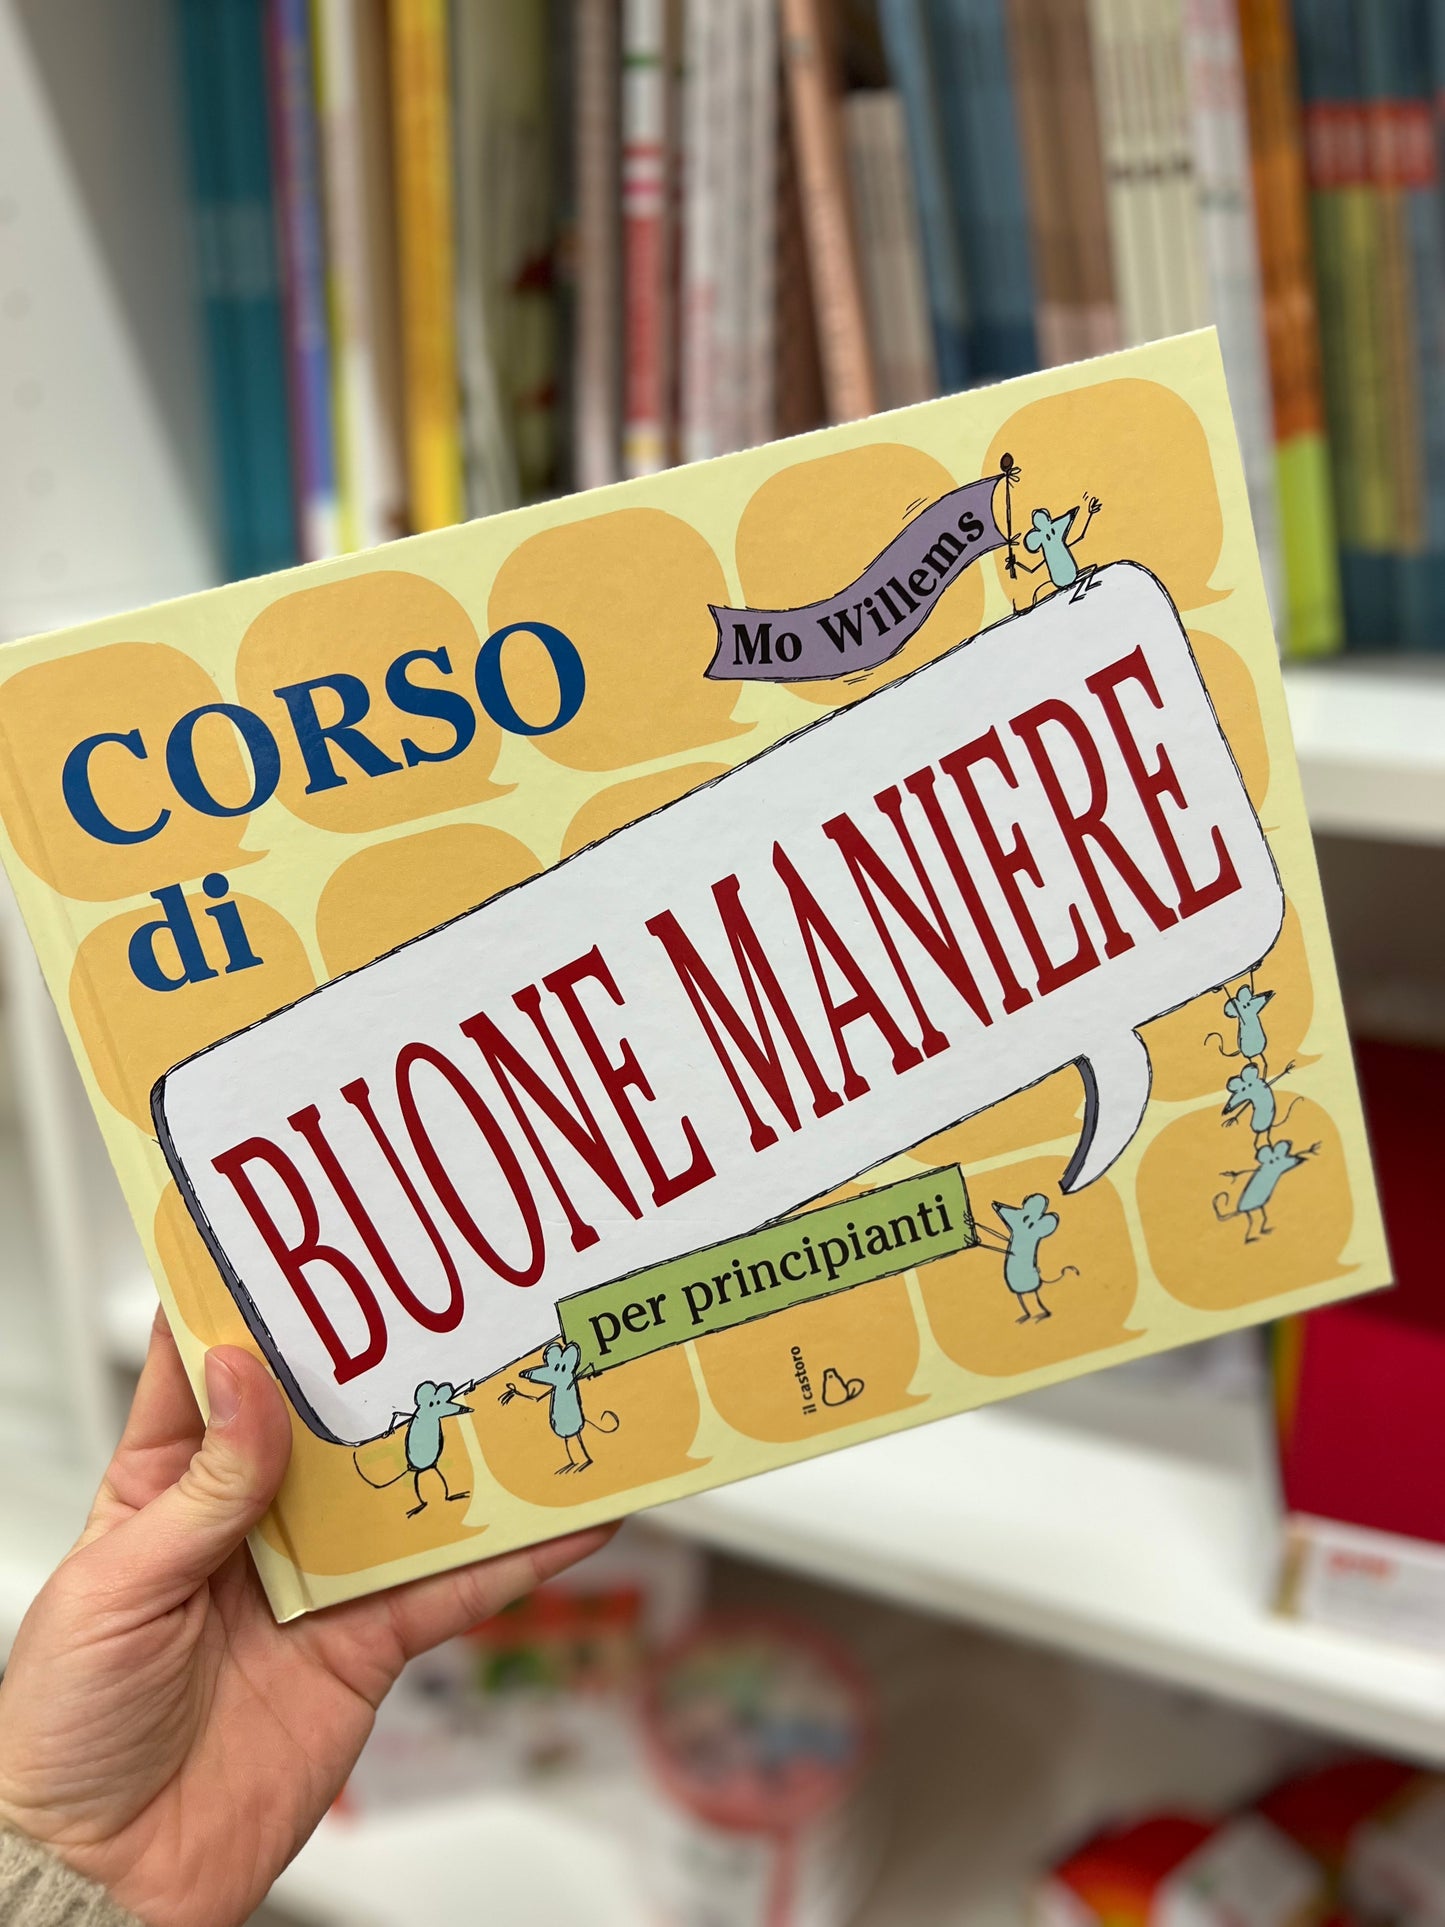 Mo Willems
CORSO
di
BUONE MANIERE
per principianti
il castoro